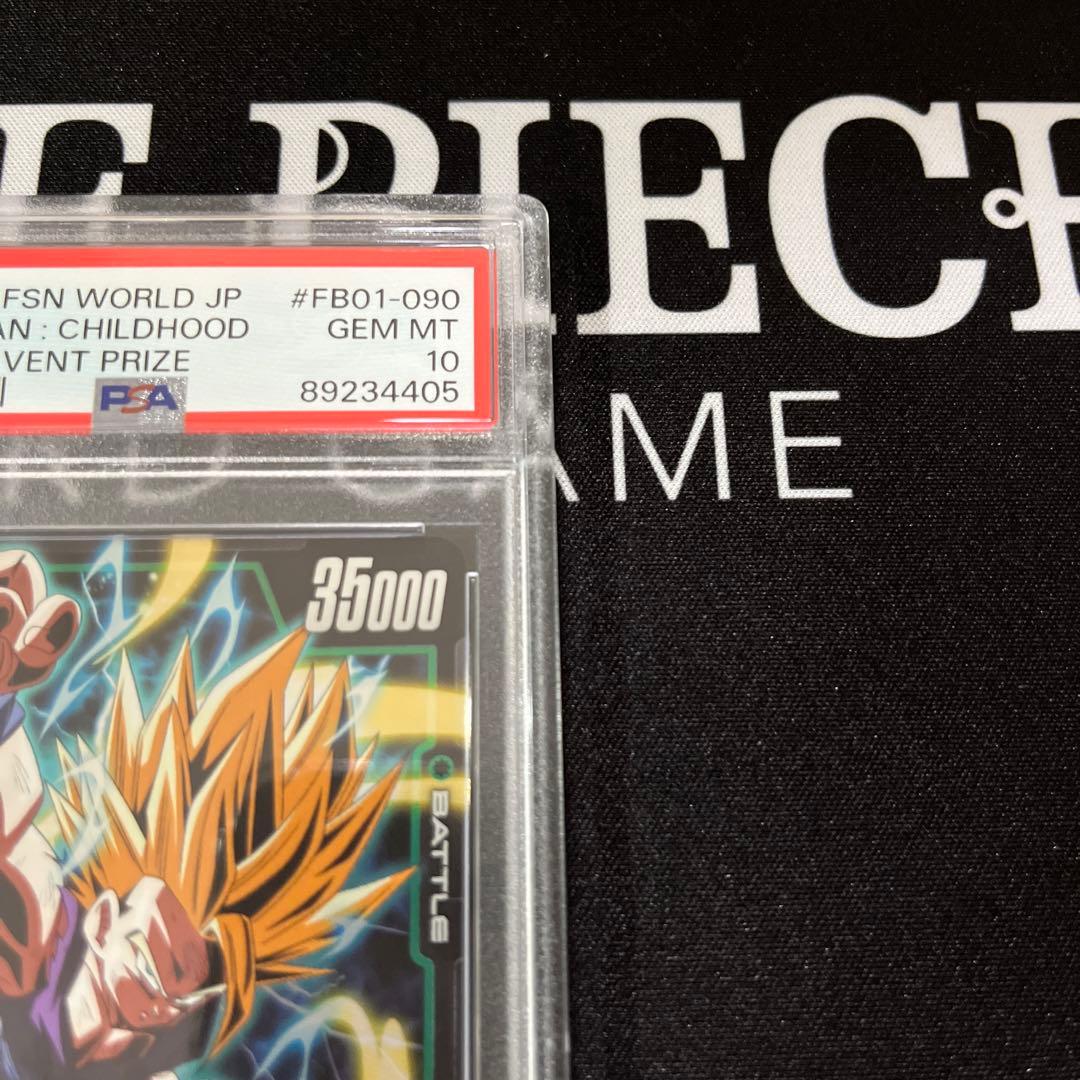 E PIECE
FSN WORLD JP #FB01-090
AN : CHILDHOOD GEM MT
VENT PRIZE 10
PSA 89234405
AME
35000
BATTLE